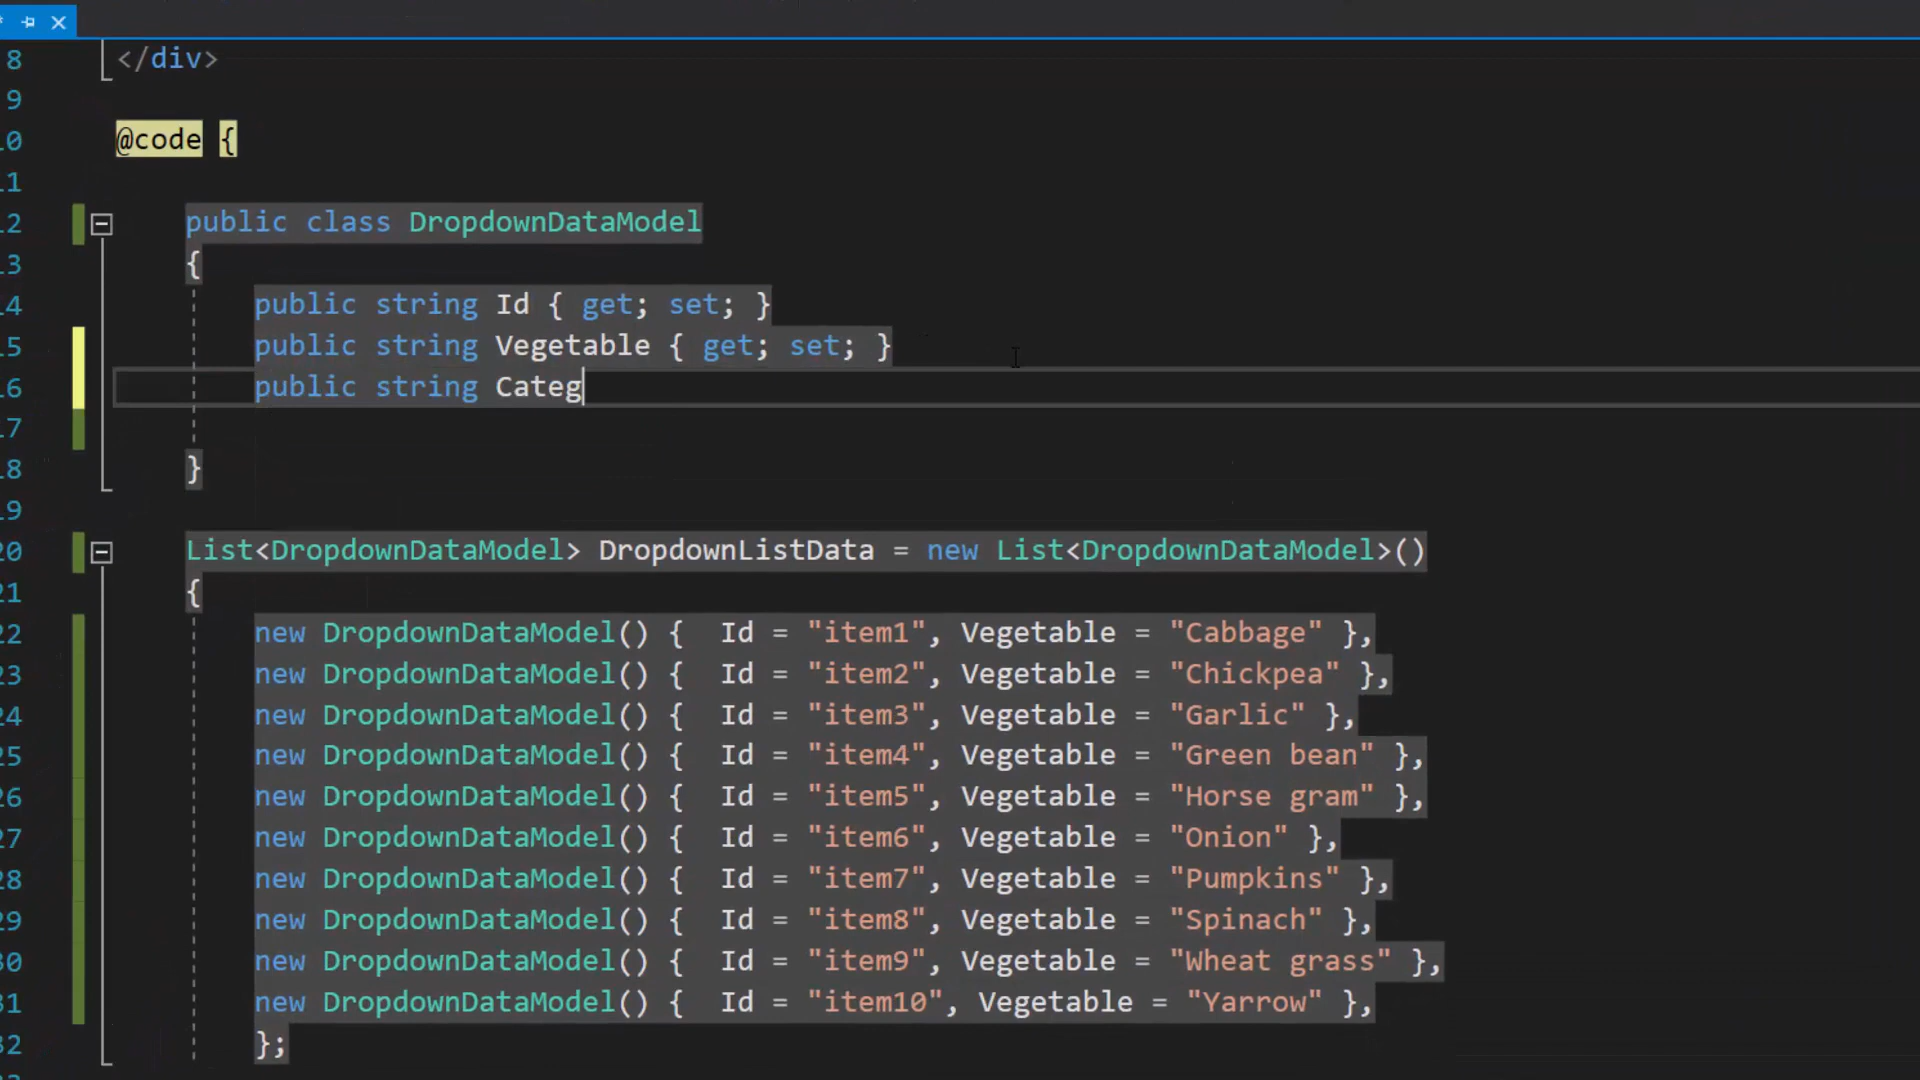 8 </div>
9
10 @code {
11
12 public class DropdownDataModel
13 {
14 public string Id { get; set; }
15 public string Vegetable { get; set; }
16 public string Categ
17
18 }
19
20 List<DropdownDataModel> DropdownListData = new List<DropdownDataModel>()
21 {
22 new DropdownDataModel() {  Id = "item1", Vegetable = "Cabbage" },
23 new DropdownDataModel() {  Id = "item2", Vegetable = "Chickpea" },
24 new DropdownDataModel() {  Id = "item3", Vegetable = "Garlic" },
25 new DropdownDataModel() {  Id = "item4", Vegetable = "Green bean" },
26 new DropdownDataModel() {  Id = "item5", Vegetable = "Horse gram" },
27 new DropdownDataModel() {  Id = "item6", Vegetable = "Onion" },
28 new DropdownDataModel() {  Id = "item7", Vegetable = "Pumpkins" },
29 new DropdownDataModel() {  Id = "item8", Vegetable = "Spinach" },
30 new DropdownDataModel() {  Id = "item9", Vegetable = "Wheat grass" },
31 new DropdownDataModel() {  Id = "item10", Vegetable = "Yarrow" },
32 };